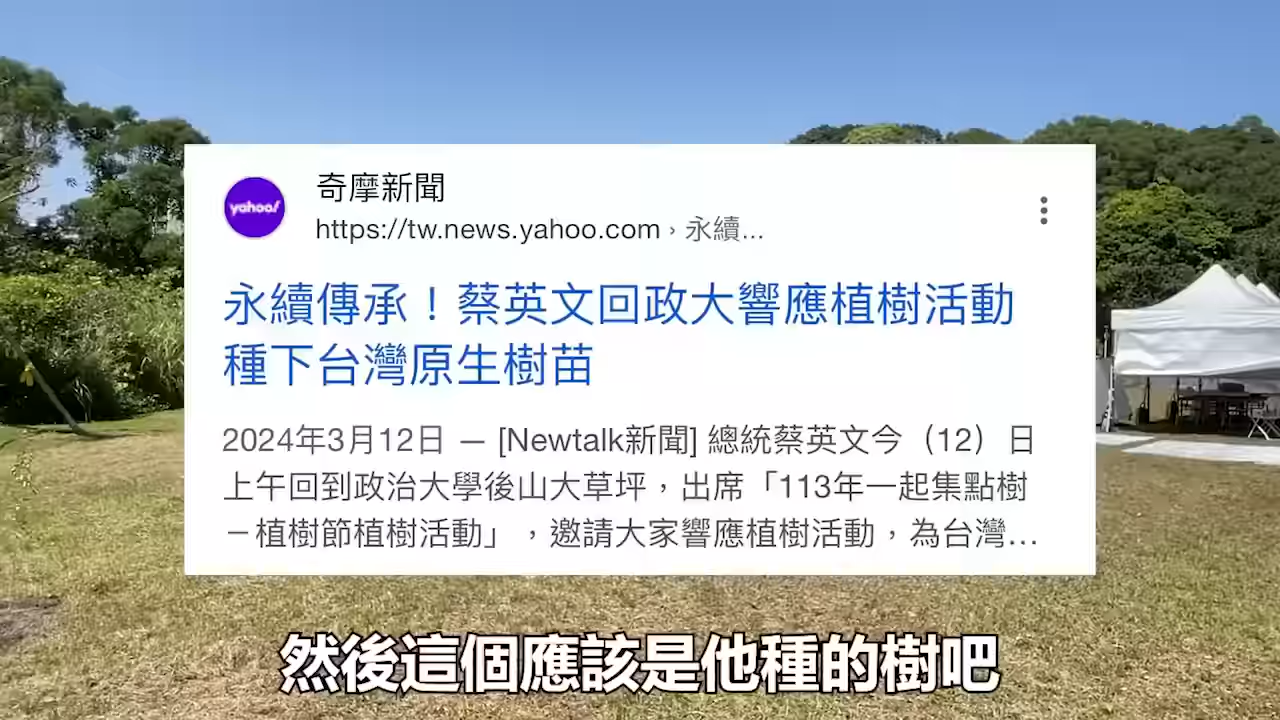 yahoo!
奇摩新聞
https://tw.news.yahoo.com › 永續...
永續傳承！蔡英文回政大響應植樹活動
種下台灣原生樹苗
2024年3月12日 — [Newtalk新聞] 總統蔡英文今（12）日
上午回到政治大學後山大草坪，出席「113年一起集點樹
－植樹節植樹活動」，邀請大家響應植樹活動，為台灣...
然後這個應該是他種的樹吧